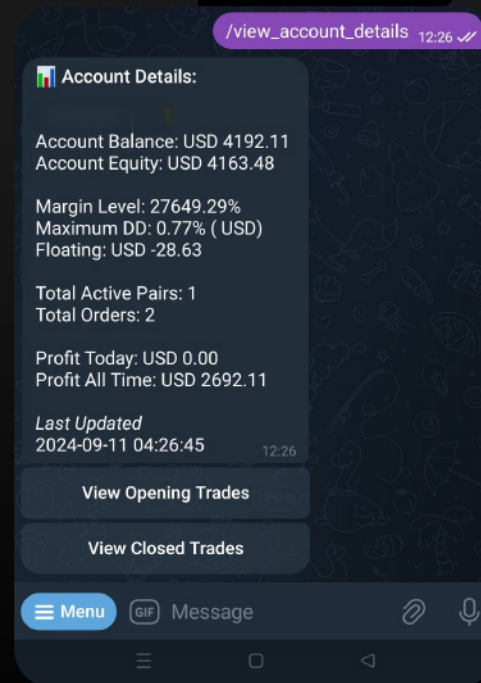 /view_account_details 12:26
Account Details:
Account Balance: USD 4192.11
Account Equity: USD 4163.48
Margin Level: 27649.29%
Maximum DD: 0.77% ( USD)
Floating: USD -28.63
Total Active Pairs: 1
Total Orders: 2
Profit Today: USD 0.00
Profit All Time: USD 2692.11
Last Updated
2024-09-11 04:26:45 12:26
View Opening Trades
View Closed Trades
Menu GIF Message